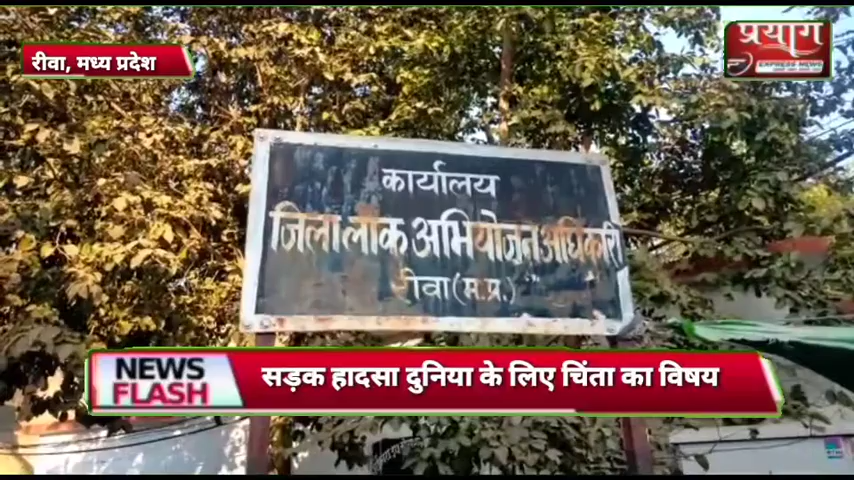 रीवा, मध्य प्रदेश
प्रयाग
EXPRESS NEWS
कार्यालय
जिला लोक अभियोजन अधिकारी
रीवा (म.प्र.)
NEWS
FLASH
सड़क हादसा दुनिया के लिए चिंता का विषय